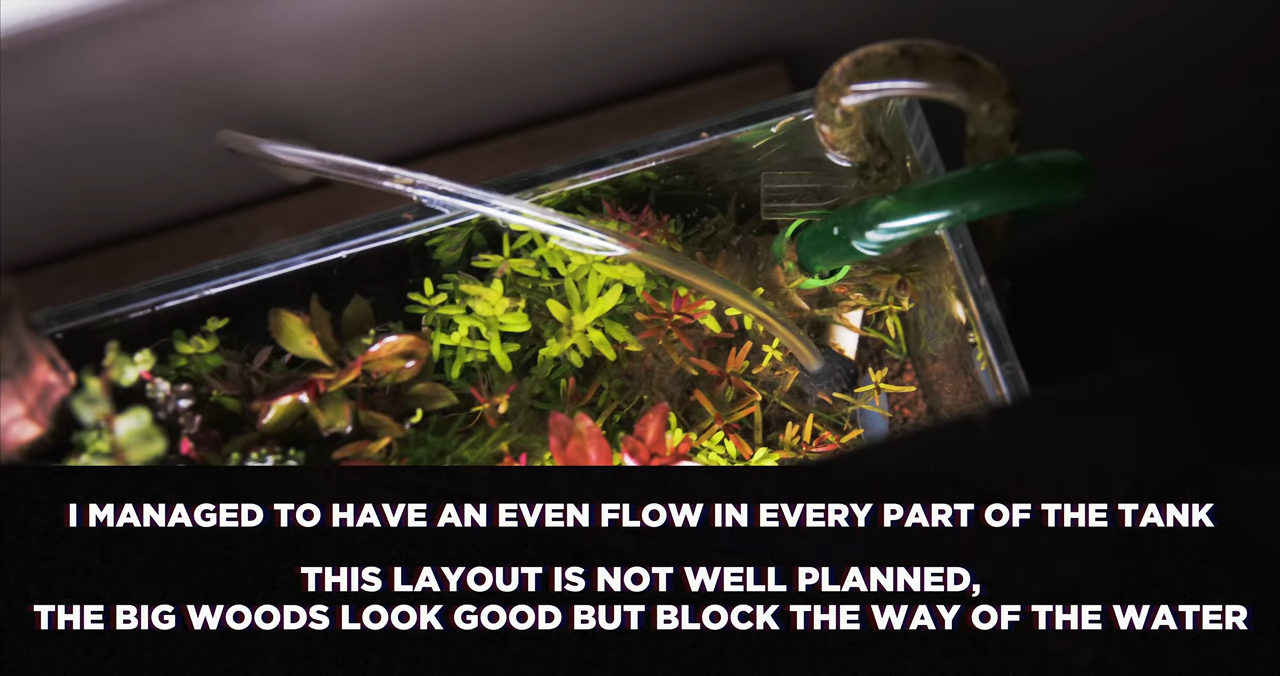 I MANAGED TO HAVE AN EVEN FLOW IN EVERY PART OF THE TANK
THIS LAYOUT IS NOT WELL PLANNED,
THE BIG WOODS LOOK GOOD BUT BLOCK THE WAY OF THE WATER